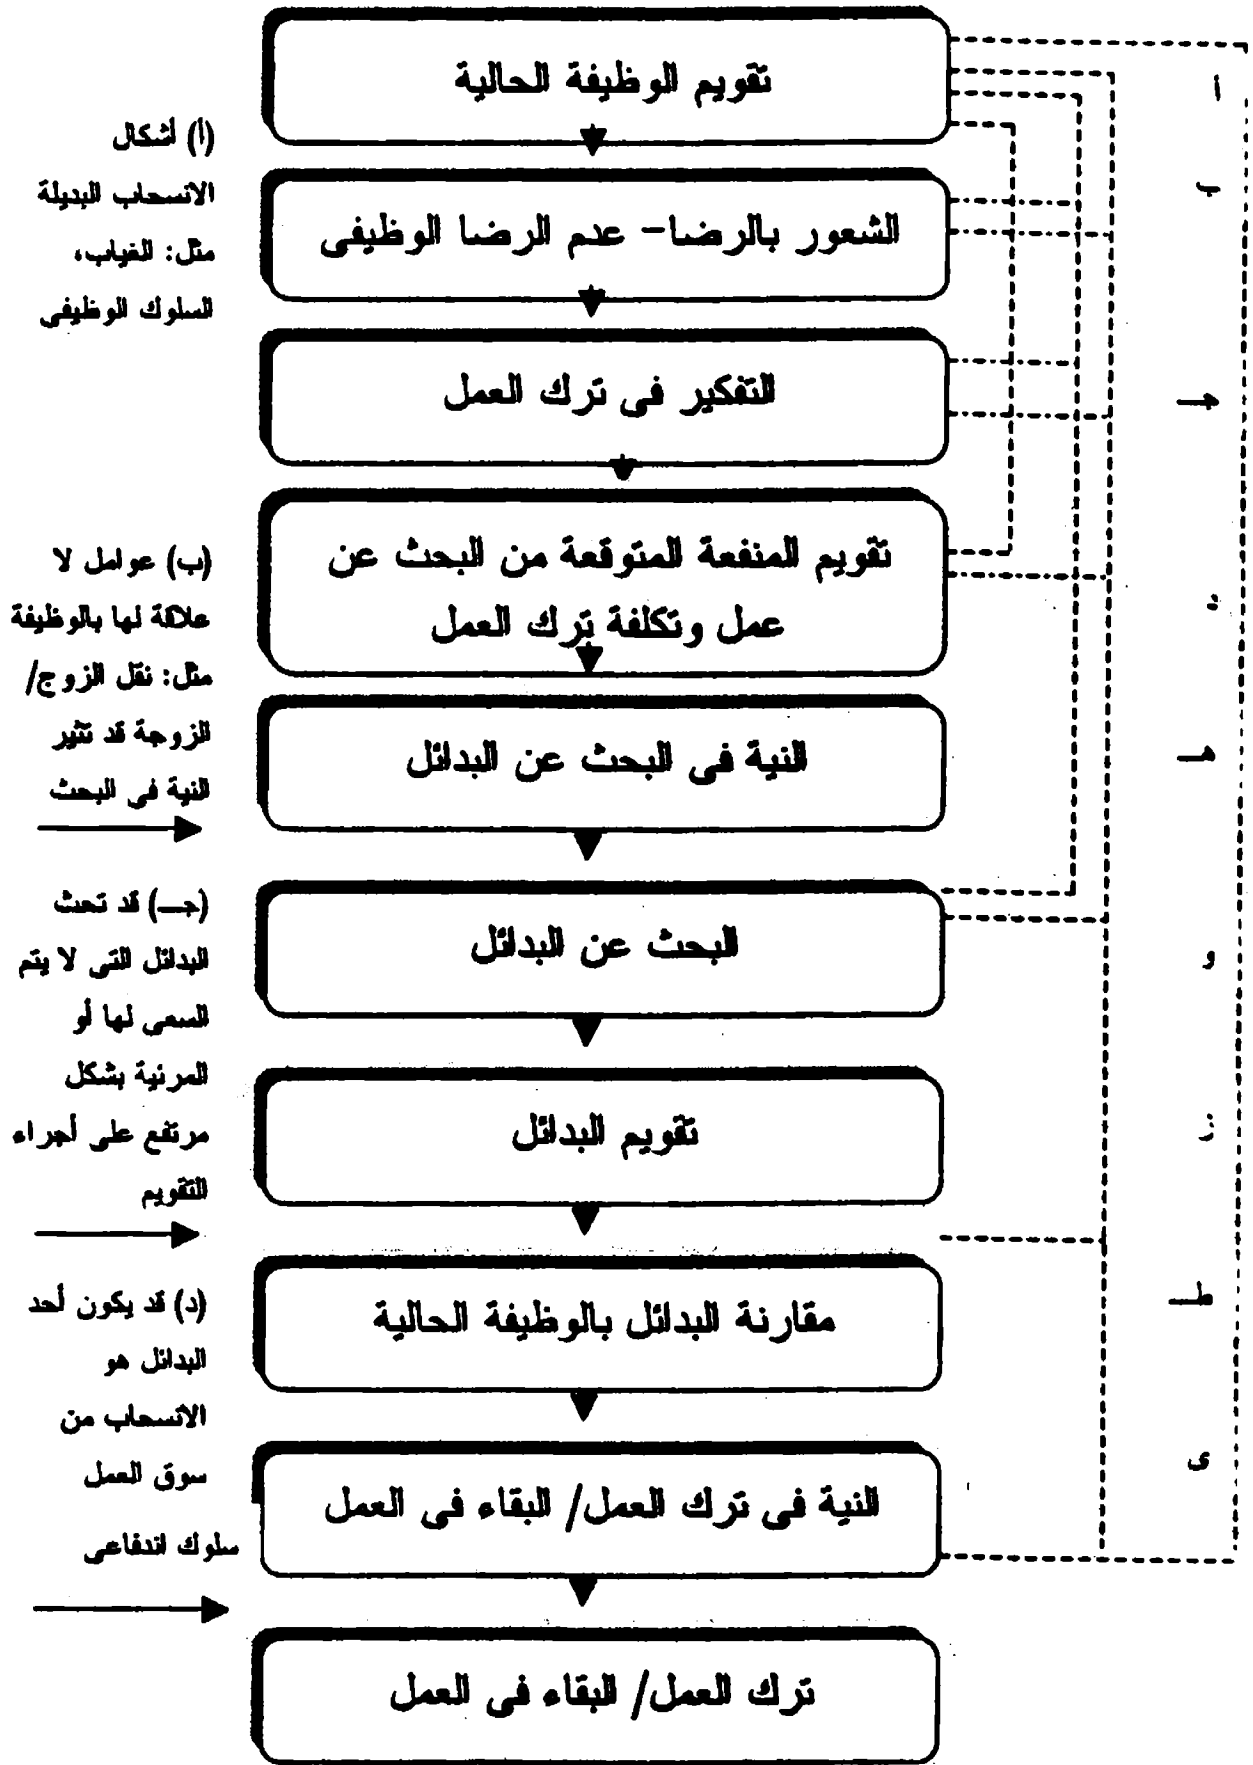 تقويم الوظيفة الحالية
الشعور بالرضا- عدم الرضا الوظيفى
التفكير فى ترك العمل
تقويم المنفعة المتوقعة من البحث عن
عمل وتكلفة ترك العمل
النية فى البحث عن البدائل
البحث عن البدائل
تقويم البدائل
مقارنة البدائل بالوظيفة الحالية
النية فى ترك العمل/ البقاء فى العمل
ترك العمل/ البقاء فى العمل
أ
ب
جـ
د
هـ
و
ز
طـ
ى
(أ) أشكال
الانسحاب البديلة
مثل: الغياب،
السلوك الوظيفى
(ب) عوامل لا
علاقة لها بالوظيفة
مثل: نقل الزوج/
الزوجة قد تثير
النية فى البحث
(جـ) قد تحث
البدائل التى لا يتم
السعى لها أو
المرئية بشكل
مرتفع على أجراء
التقويم
(د) قد يكون أحد
البدائل هو
الانسحاب من
سوق العمل
سلوك اندفاعى